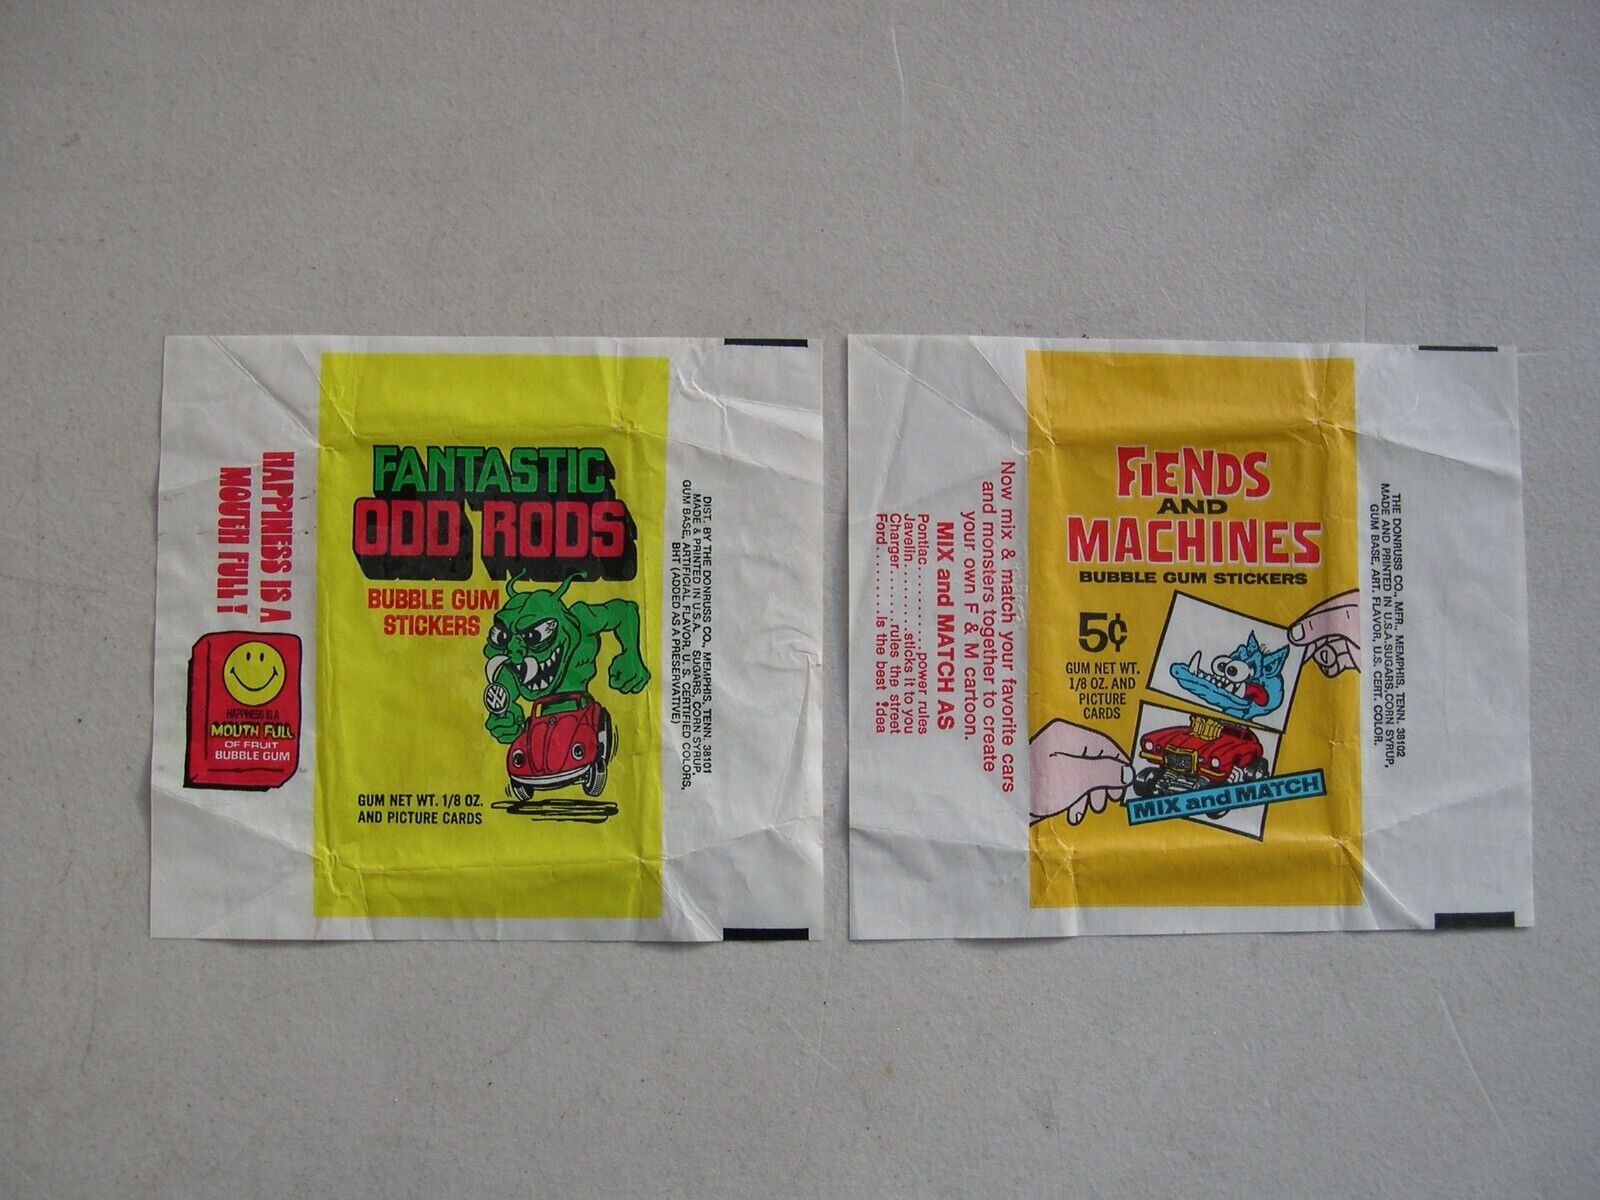 FANTASTIC
ODD RODS
BUBBLE GUM
STICKERS
VW
GUM NET WT. 1/8 OZ.
AND PICTURE CARDS
HAPPINESS IS A
MOUTH FULL!
HAPPINESS IS A
MOUTH FULL
OF FRUIT
BUBBLE GUM
DIST. BY THE DONRUSS CO., MEMPHIS, TENN. 38101
MADE & PRINTED IN U.S.A. SUGARS, CORN SYRUP,
GUM BASE, ARTIFICIAL FLAVOR, U.S. CERTIFIED COLORS,
BHT (ADDED AS A PRESERVATIVE)
FIENDS
AND
MACHINES
BUBBLE GUM STICKERS
5¢
GUM NET WT.
1/8 OZ. AND
PICTURE
CARDS
MIX and MATCH
Now mix & match your favorite cars
and monsters together to create
your own F & M cartoon.
MIX and MATCH AS
Pontiac.........power rules
Javelin.........sticks it to you
Charger.....rules the street
Ford.......is the best ?dea
THE DONRUSS CO., MFR., MEMPHIS, TENN. 38102
MADE AND PRINTED IN U.S.A. SUGARS, CORN SYRUP,
GUM BASE, ART. FLAVOR, U.S. CERT. COLOR.